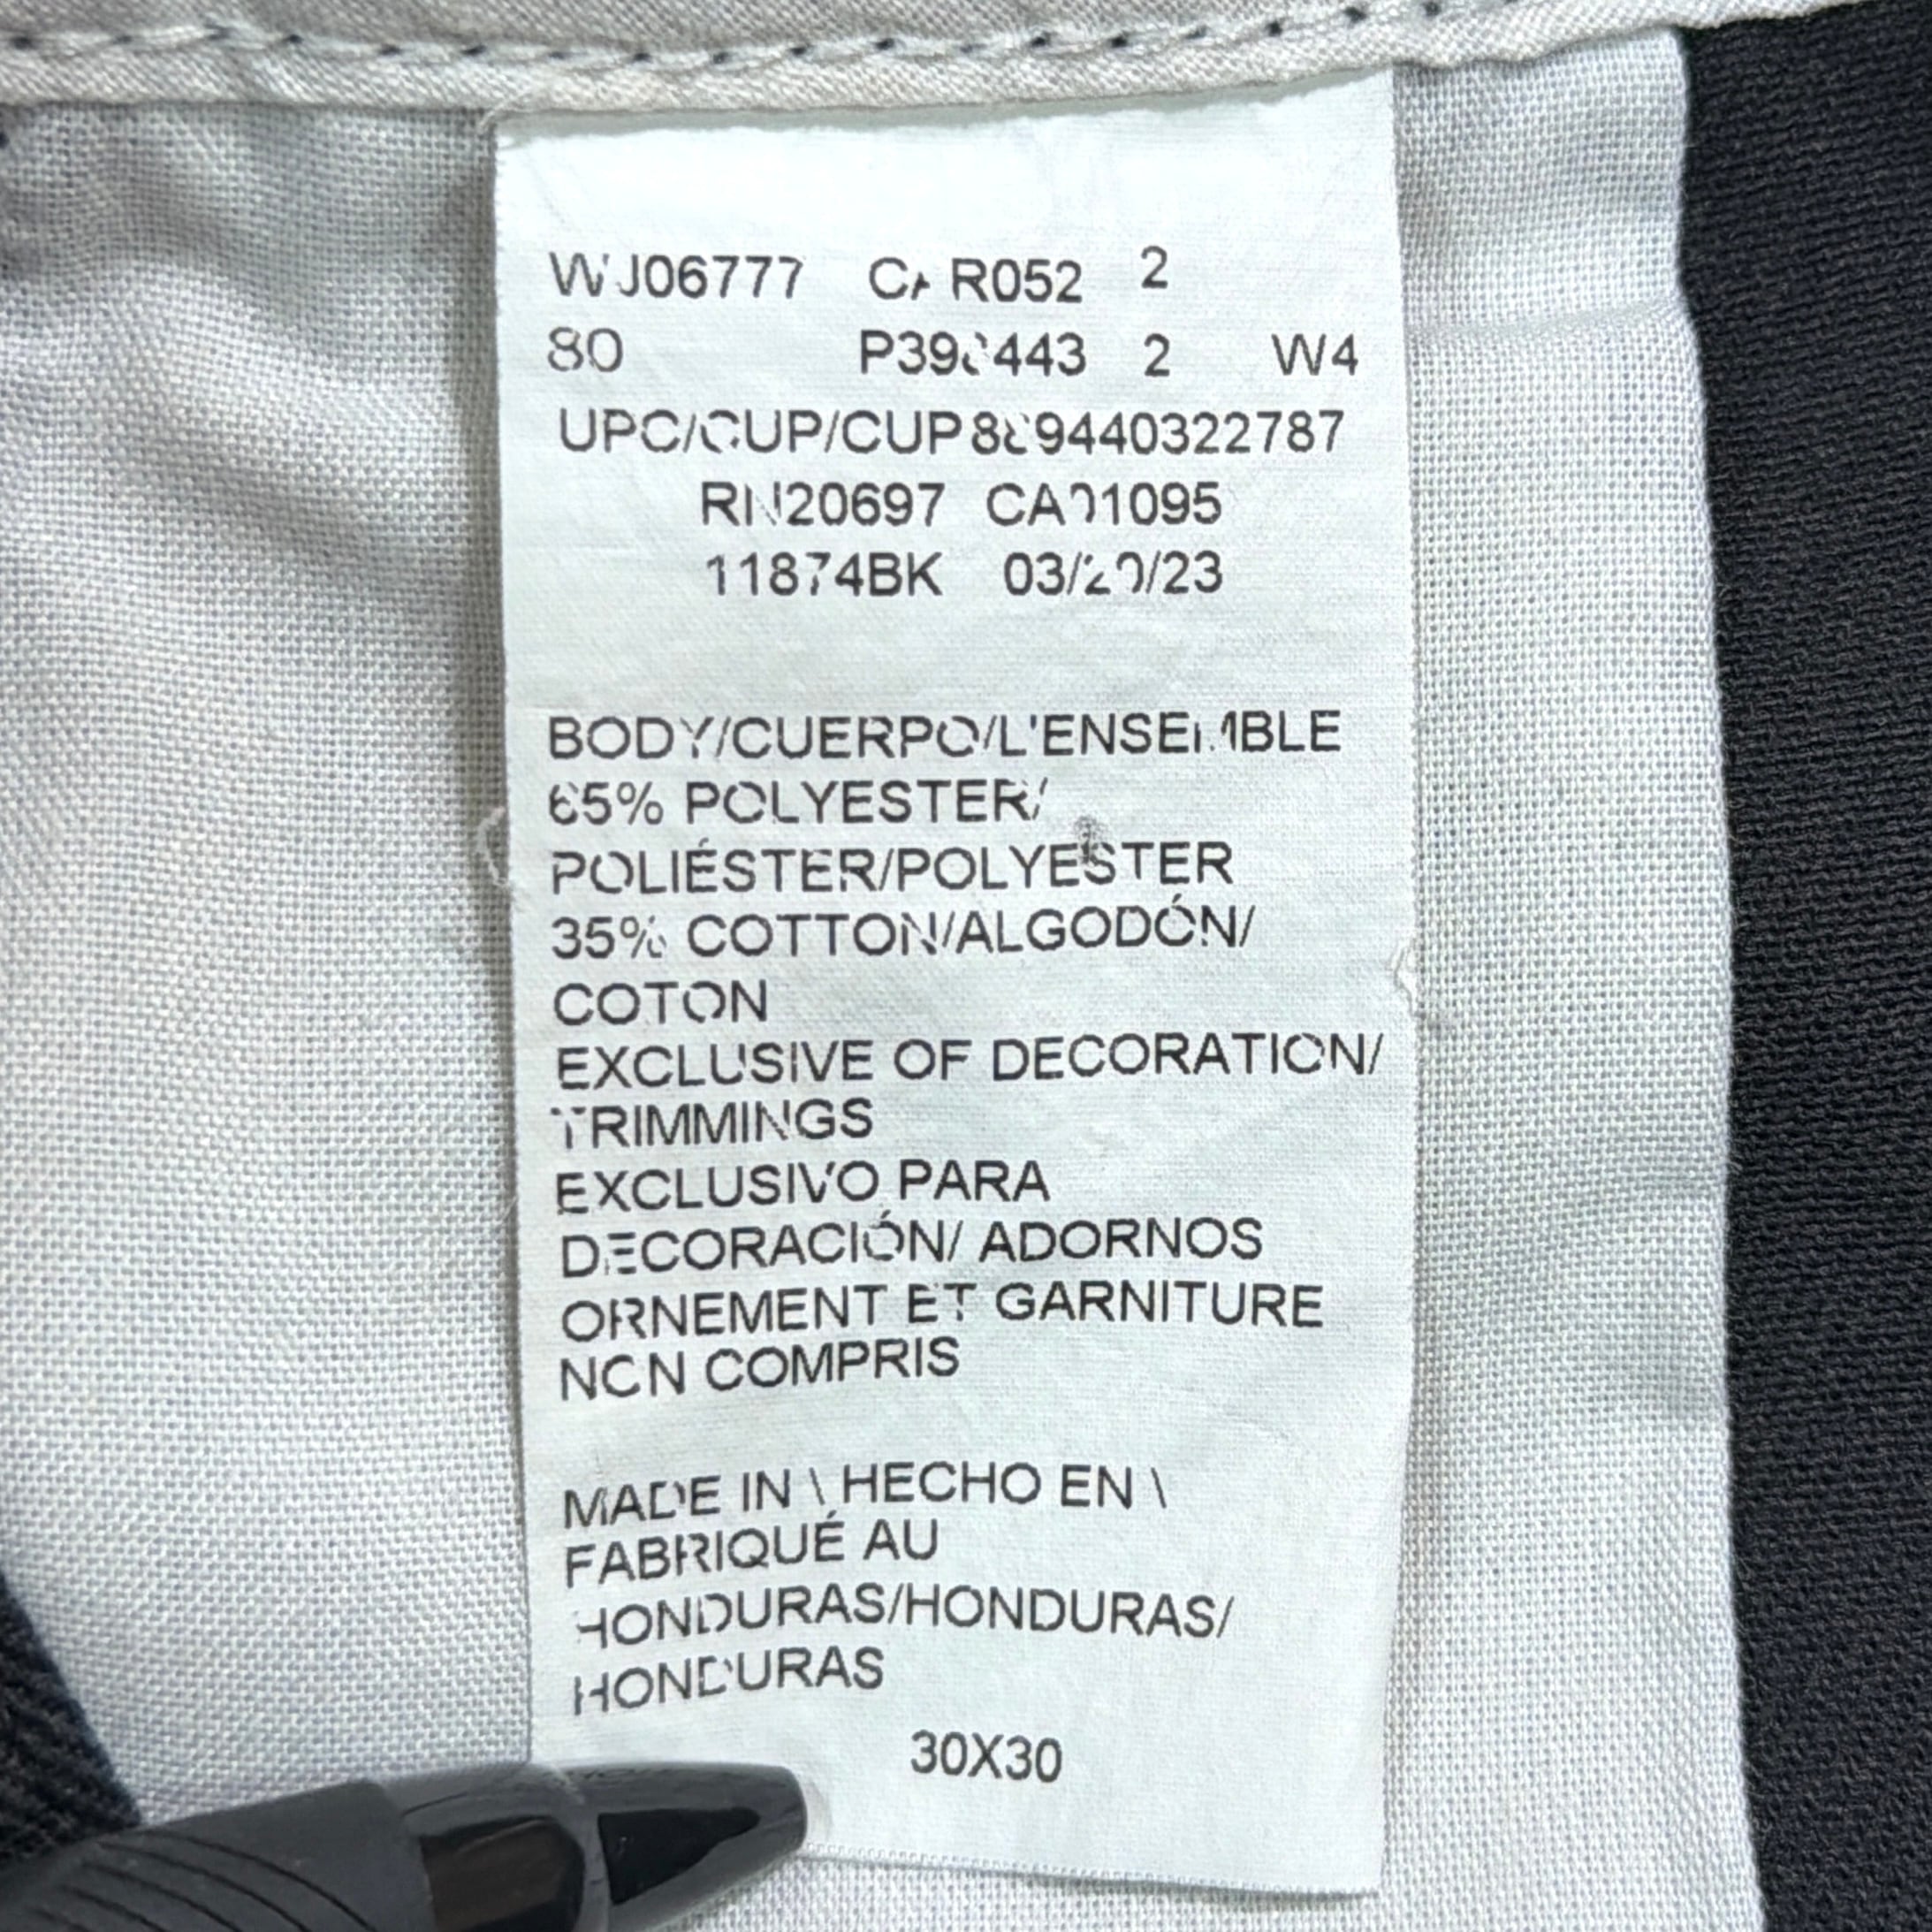 WJ06777 CAR052 2
80 2 W4
UPC/CUP/CUP 889440322787
RN20697 CA01095
11874BK 03/20/23
BODY/CUERPO/L'ENSEMBLE
65% POLYESTER/
POLIÉSTER/POLYESTER
35% COTTON/ALGODÓN/
COTON
EXCLUSIVE OF DECORATION/
TRIMMINGS
EXCLUSIVO PARA
DECORACIÓN/ ADORNOS
ORNEMENT ET GARNITURE
NON COMPRIS
MADE IN \ HECHO EN \
FABRIQUÉ AU
HONDURAS/HONDURAS/
HONDURAS
30X30